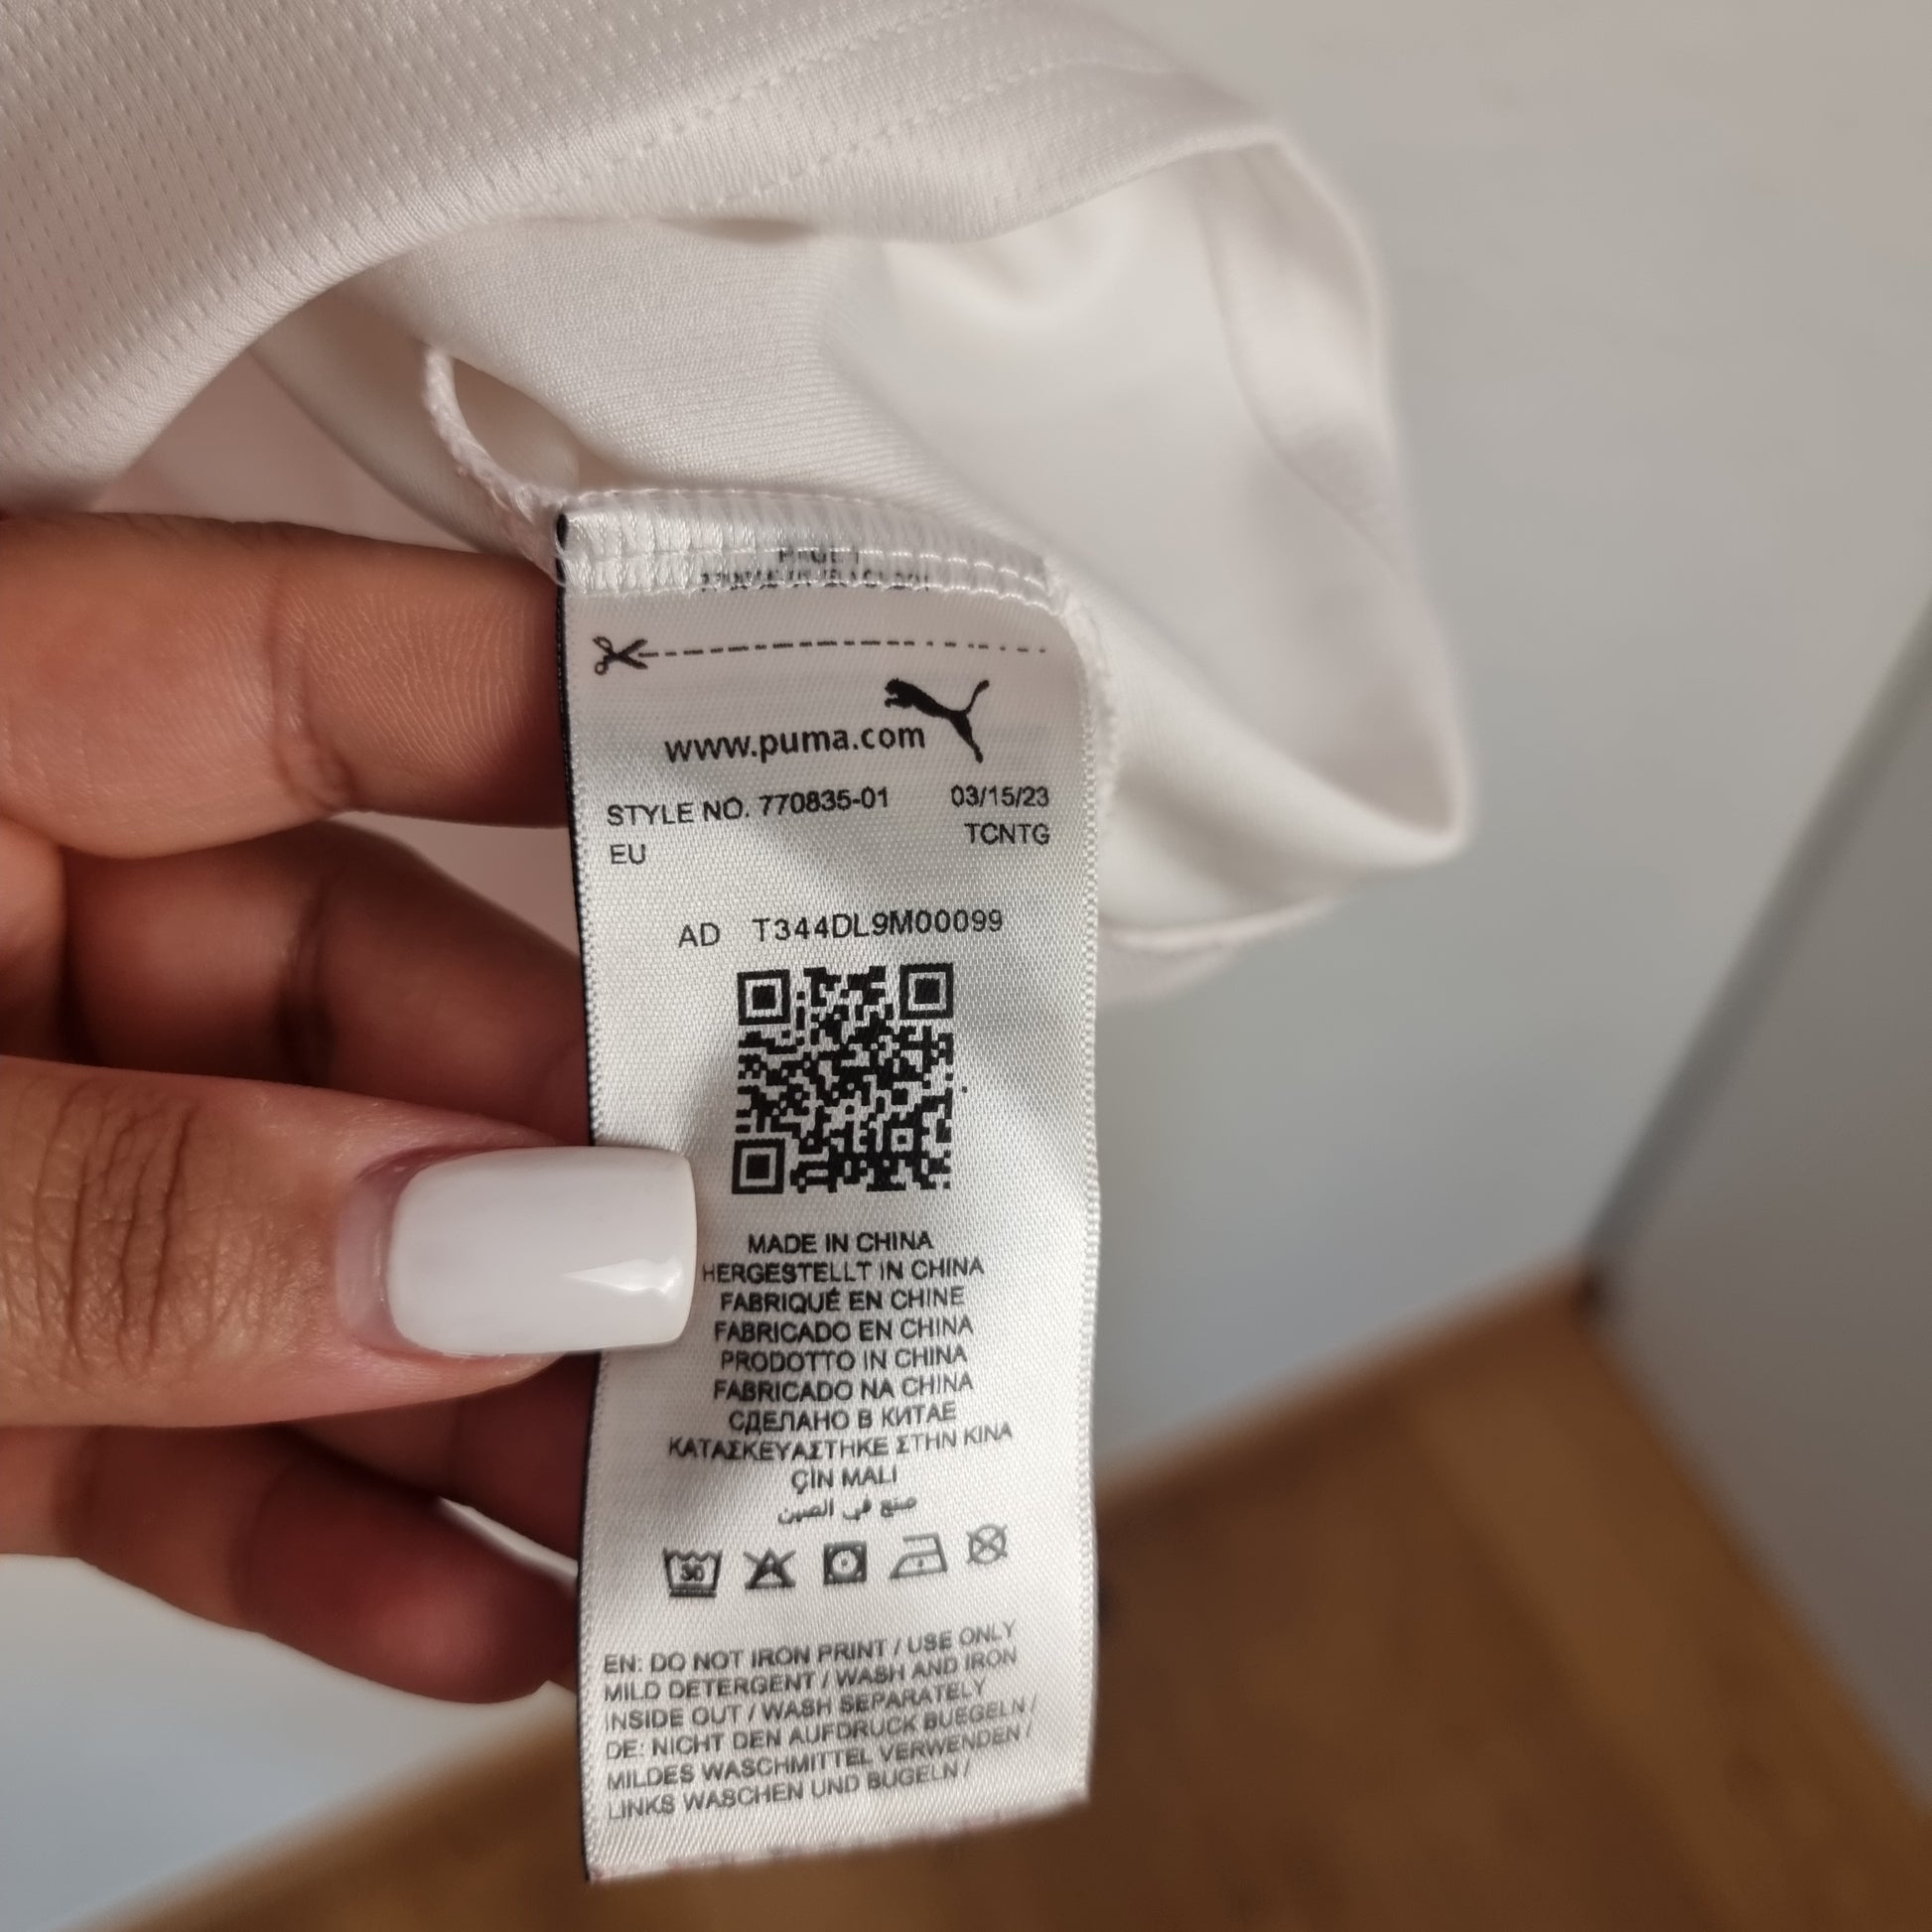 www.puma.com
STYLE NO. 770835-01 03/15/23
EU TCNTG
AD T344DL9M00099
MADE IN CHINA
HERGESTELLT IN CHINA
FABRIQUÉ EN CHINE
FABRICADO EN CHINA
PRODOTTO IN CHINA
FABRICADO NA CHINA
СДЕЛАНО В КИТАЕ
ΚΑΤΑΣΚΕΥΑΣΤΗΚΕ ΣΤΗΝ ΚΙΝΑ
ÇİN MALI
صنع في الصين
30
EN: DO NOT IRON PRINT / USE ONLY
MILD DETERGENT / WASH AND IRON
INSIDE OUT / WASH SEPARATELY
DE: NICHT DEN AUFDRUCK BUEGELN /
MILDES WASCHMITTEL VERWENDEN /
LINKS WASCHEN UND BUGELN /